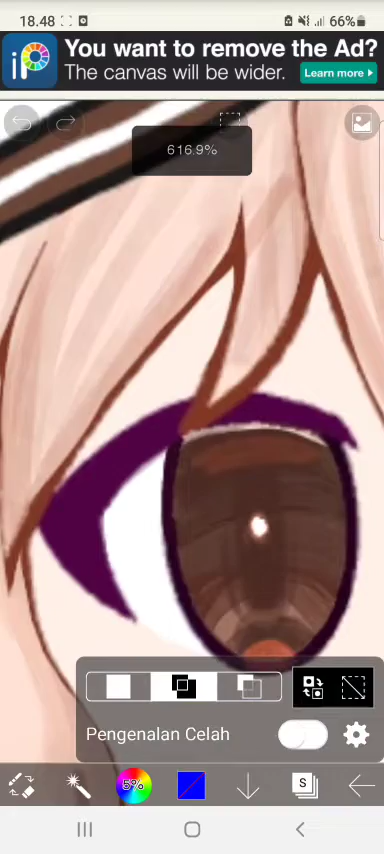 18.48
66%
iP
You want to remove the Ad?
The canvas will be wider.
Learn more
616.9%
Pengenalan Celah
5%
S